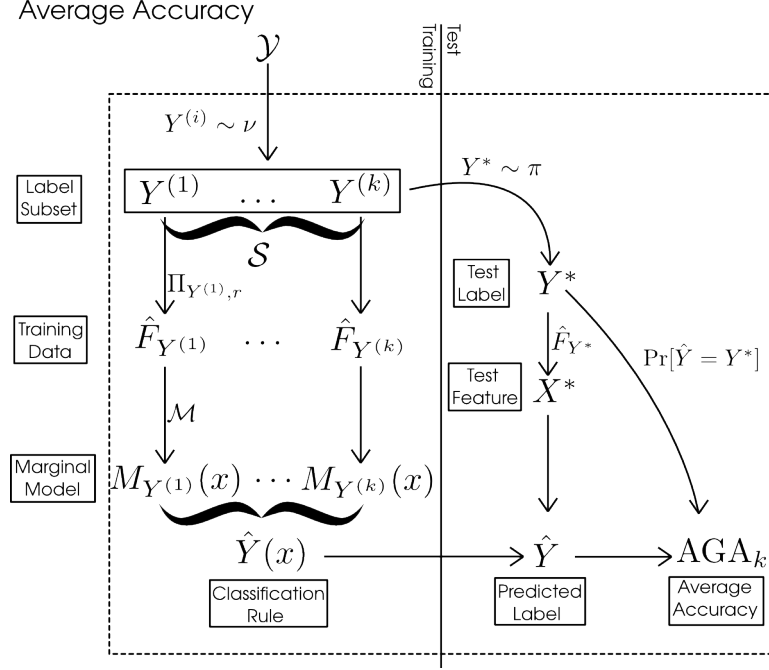 Average Accuracy
𝒴
Training
Test
Y^{(i)} ∼ ν
Label
Subset
Y^{(1)} … Y^{(k)}
Y^* ∼ π
𝒮
Π_{Y^{(1)},r}
Test
Label
Y^*
Training
Data
F̂_{Y^{(1)}} … F̂_{Y^{(k)}}
F̂_{Y^*}
Pr[Ŷ = Y^*]
Test
Feature
X^*
ℳ
Marginal
Model
M_{Y^{(1)}}(x) ⋯ M_{Y^{(k)}}(x)
Ŷ(x)
Ŷ
AGA_k
Classification
Rule
Predicted
Label
Average
Accuracy